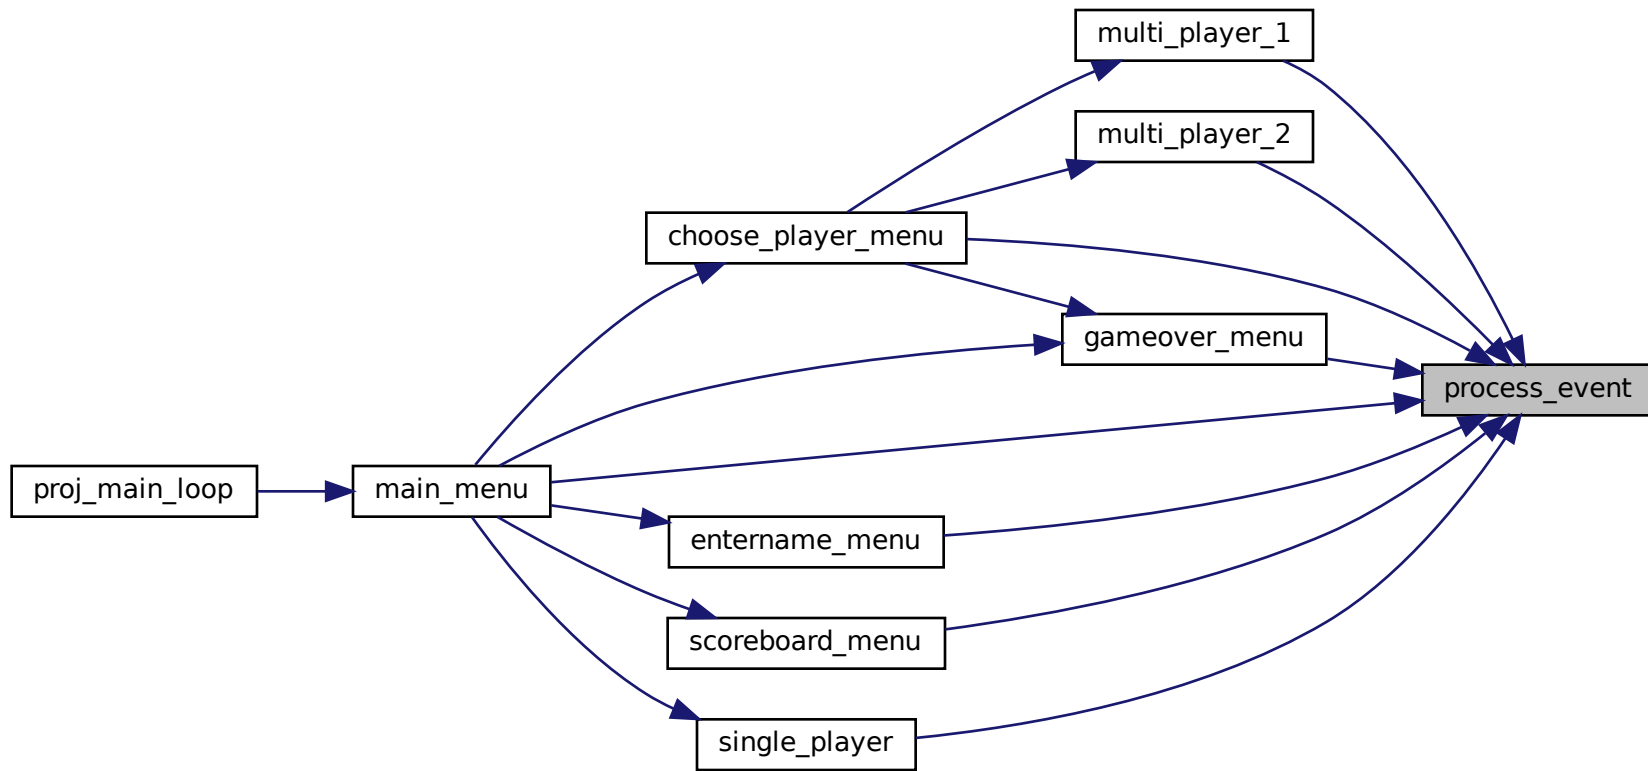 multi_player_1
multi_player_2
choose_player_menu
gameover_menu
process_event
proj_main_loop
main_menu
entername_menu
scoreboard_menu
single_player